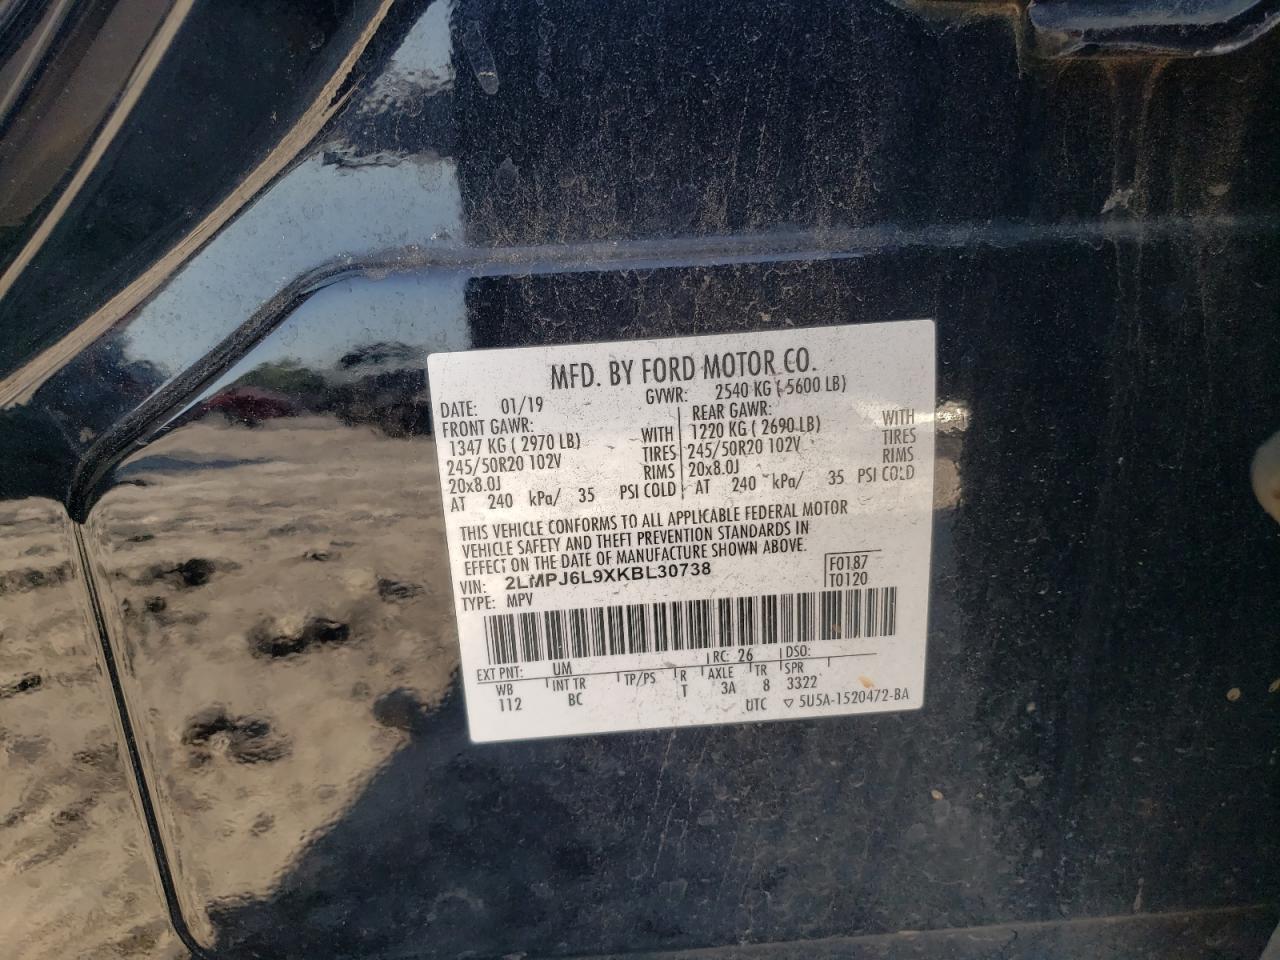 MFD. BY FORD MOTOR CO.
DATE: 01/19 GVWR: 2540 KG ( 5600 LB)
FRONT GAWR: REAR GAWR:
1347 KG ( 2970 LB) WITH 1220 KG ( 2690 LB) WITH
245/50R20 102V TIRES 245/50R20 102V TIRES
20x8.0J RIMS 20x8.0J RIMS
AT 240 kPa/ 35 PSI COLD AT 240 kPa/ 35 PSI COLD
THIS VEHICLE CONFORMS TO ALL APPLICABLE FEDERAL MOTOR
VEHICLE SAFETY AND THEFT PREVENTION STANDARDS IN
EFFECT ON THE DATE OF MANUFACTURE SHOWN ABOVE.
VIN: 2LMPJ6L9XKBL30738 F0187
TYPE: MPV T0120
EXT PNT: UM RC: 26 DSO:
WB INT TR TP/PS R AXLE TR SPR
112 BC T 3A 8 3322
UTC ▽ 5U5A-1520472-BA